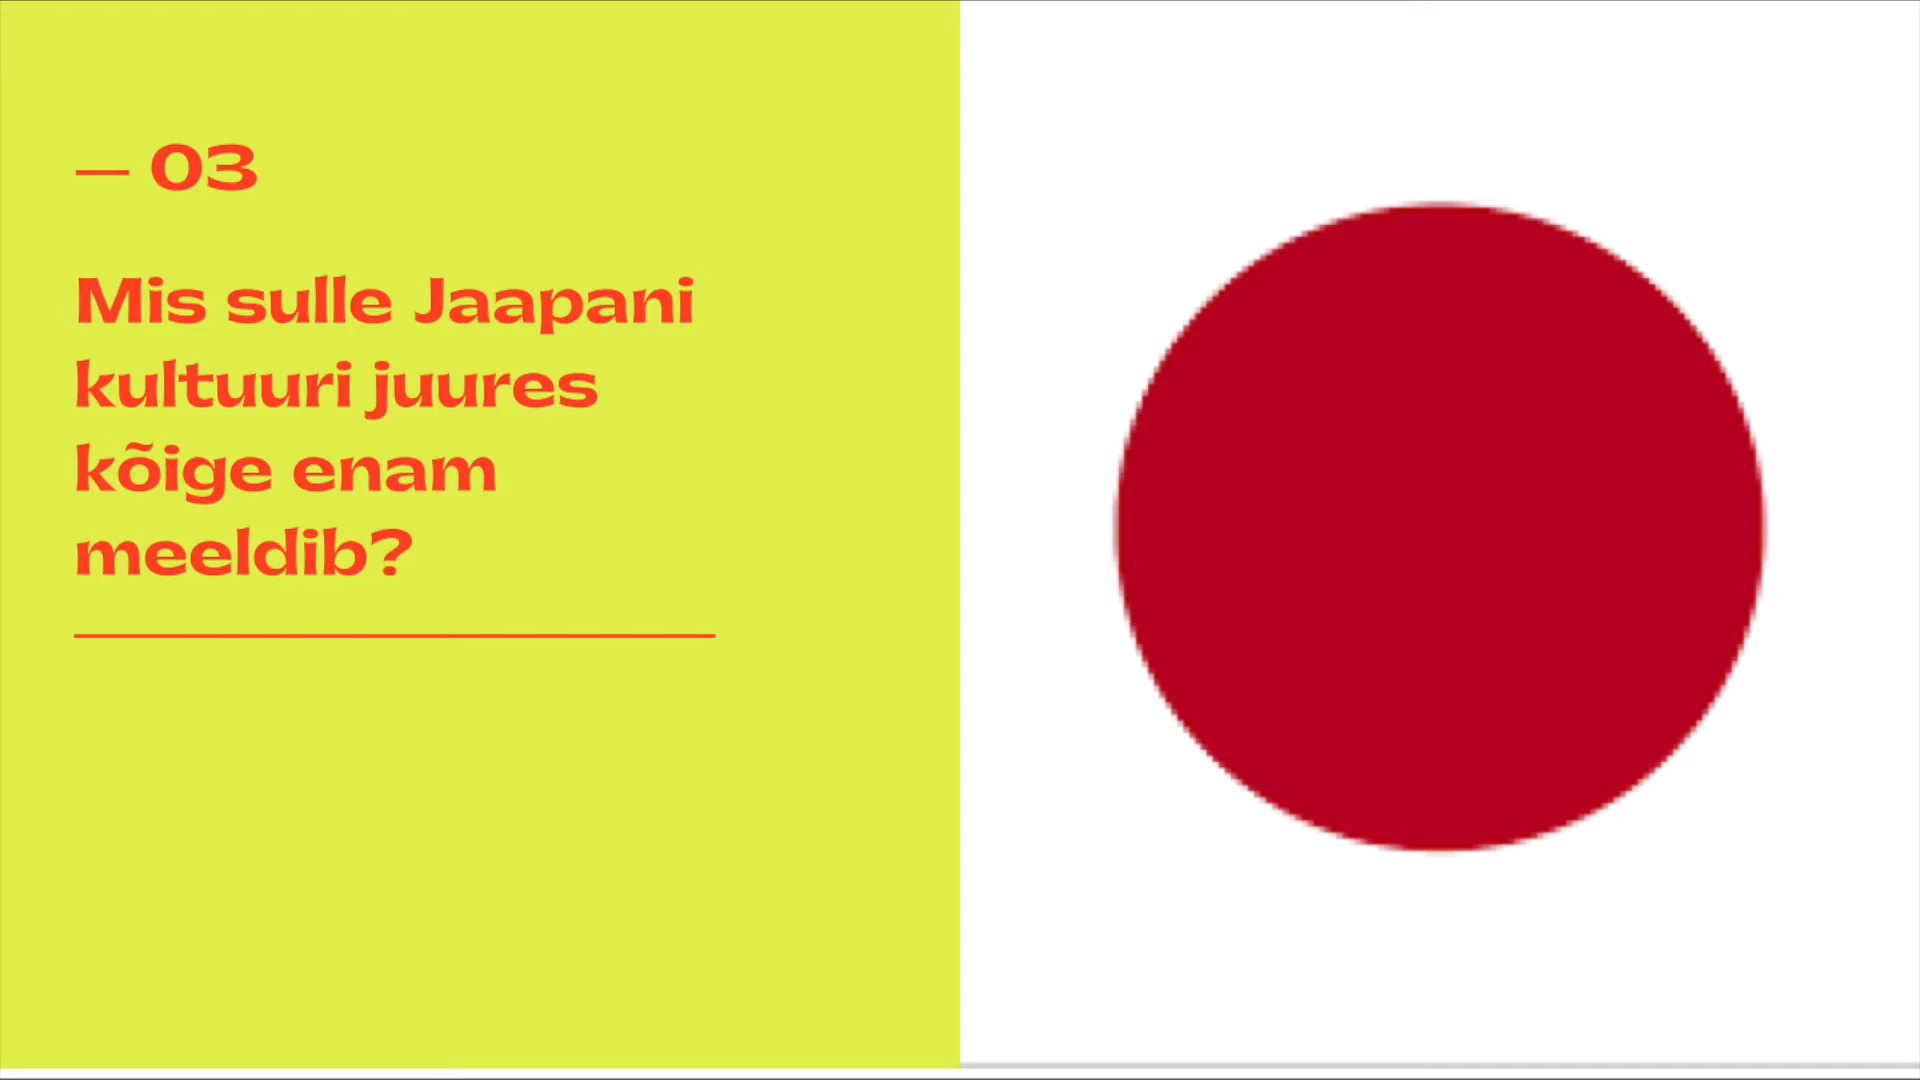 — 03
Mis sulle Jaapani
kultuuri juures
kõige enam
meeldib?